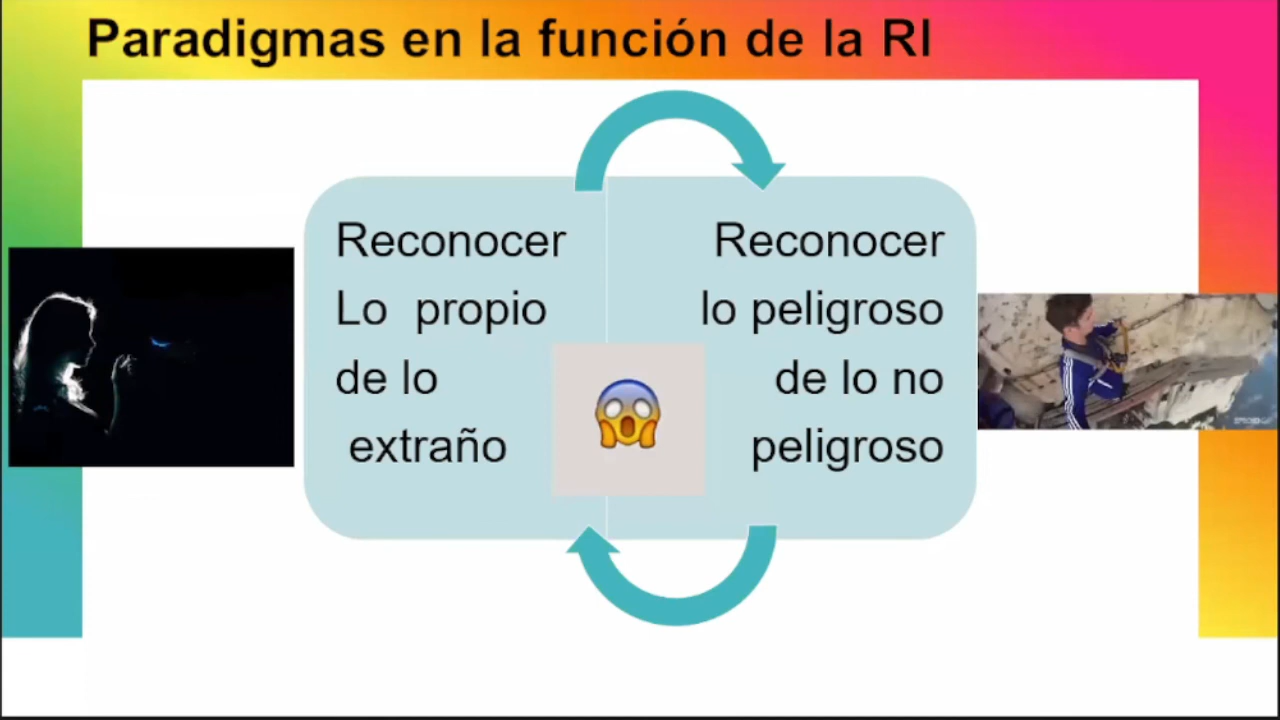 Paradigmas en la función de la RI
Reconocer
Lo propio
de lo
extraño
Reconocer
lo peligroso
de lo no
peligroso